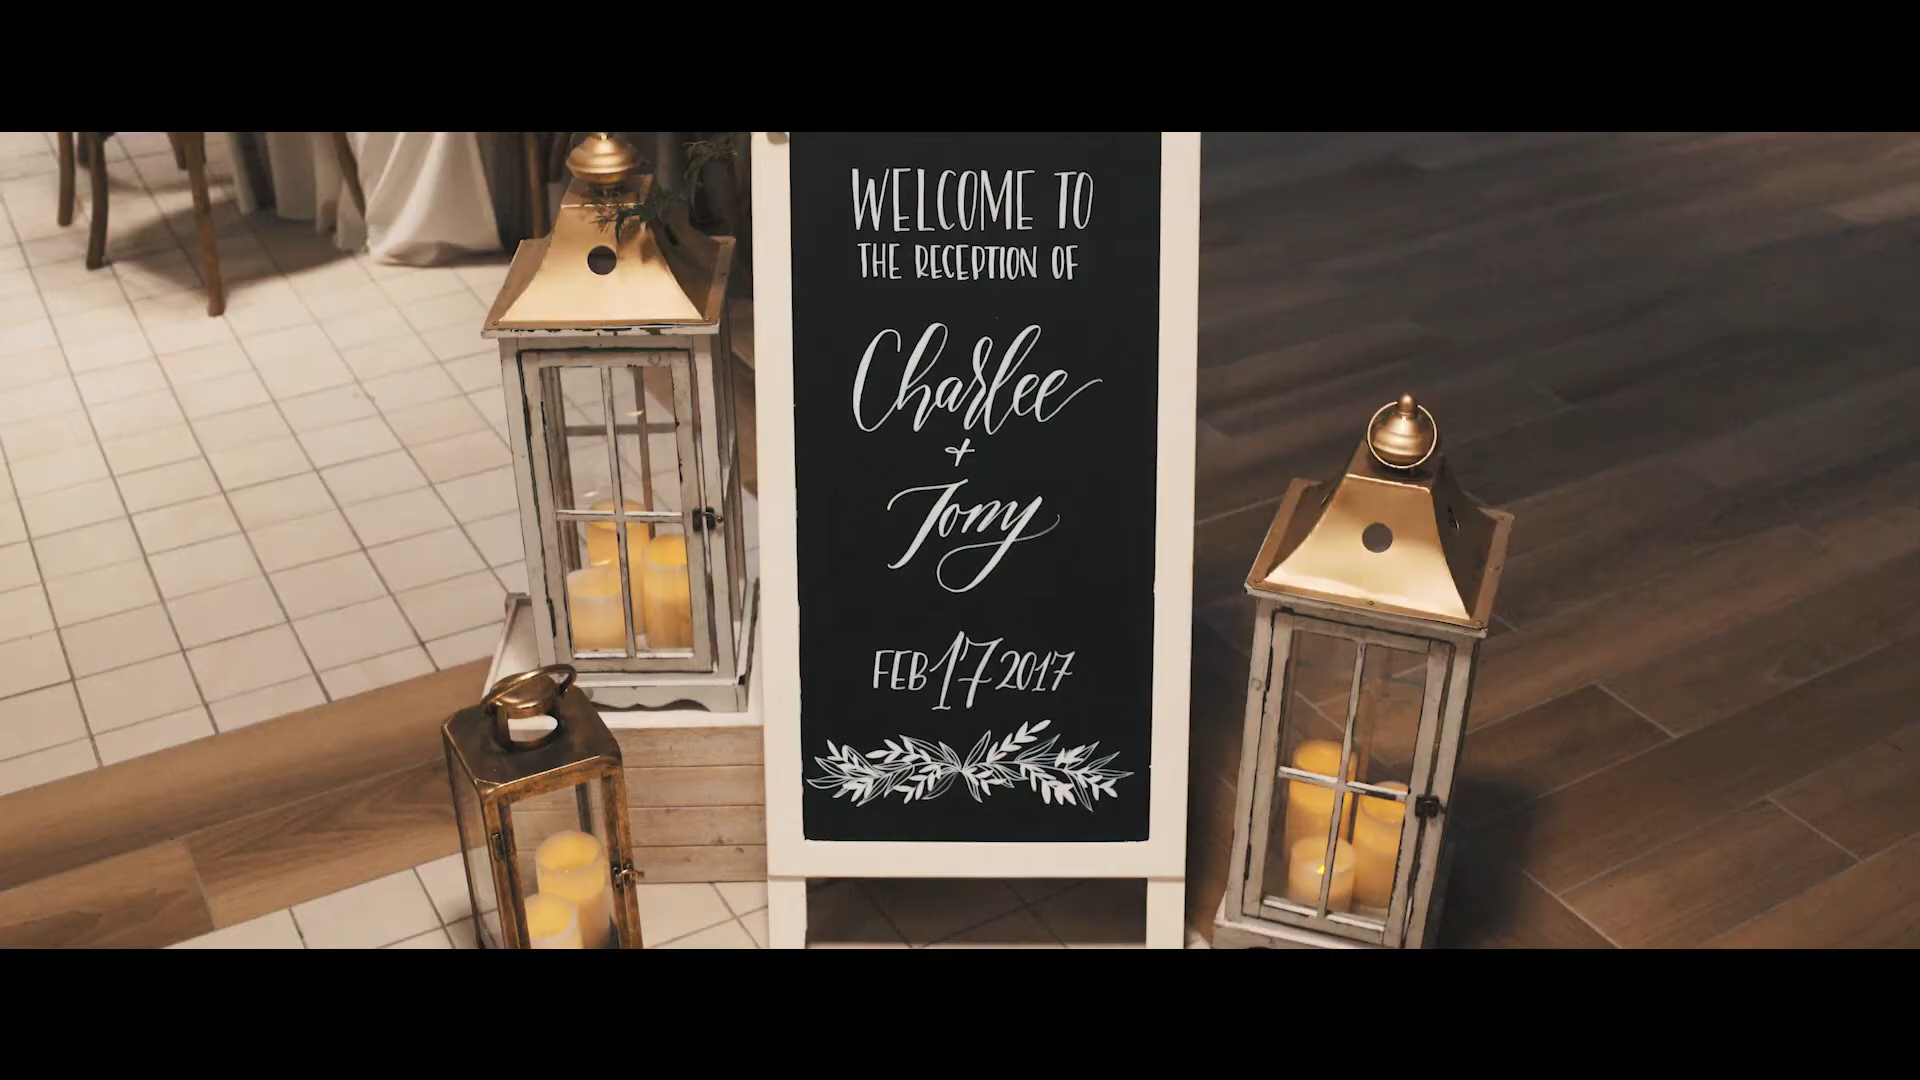 WELCOME TO
THE RECEPTION OF
Charlee
+
Tony
FEB 17 2017